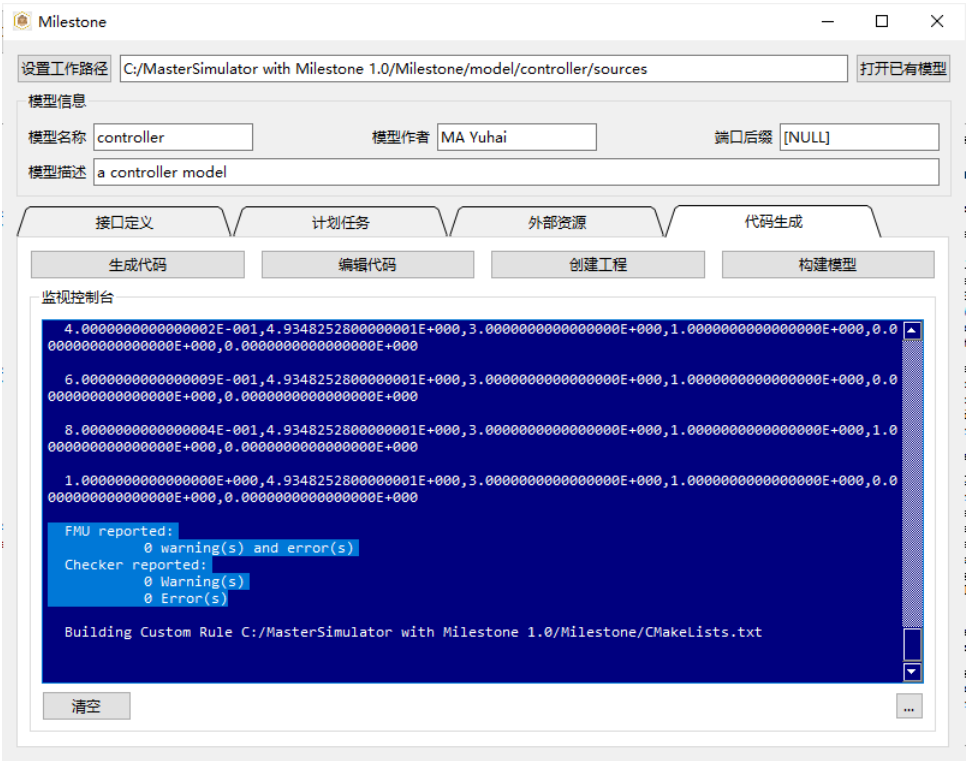 Milestone
设置工作路径 C:/MasterSimulator with Milestone 1.0/Milestone/model/controller/sources 打开已有模型
模型信息
模型名称 controller 模型作者 MA Yuhai 端口后缀 [NULL]
模型描述 a controller model
接口定义 计划任务 外部资源 代码生成
生成代码 编辑代码 创建工程 构建模型
监视控制台
4.0000000000000002E-001,4.9348252800000001E+000,3.0000000000000000E+000,1.0000000000000000E+000,0.0
000000000000000E+000,0.0000000000000000E+000
6.0000000000000009E-001,4.9348252800000001E+000,3.0000000000000000E+000,1.0000000000000000E+000,0.0
000000000000000E+000,0.0000000000000000E+000
8.0000000000000004E-001,4.9348252800000001E+000,3.0000000000000000E+000,1.0000000000000000E+000,1.0
000000000000000E+000,0.0000000000000000E+000
1.0000000000000000E+000,4.9348252800000001E+000,3.0000000000000000E+000,1.0000000000000000E+000,0.0
000000000000000E+000,0.0000000000000000E+000
FMU reported:
0 warning(s) and error(s)
Checker reported:
0 Warning(s)
0 Error(s)
Building Custom Rule C:/MasterSimulator with Milestone 1.0/Milestone/CMakeLists.txt
清空 ...